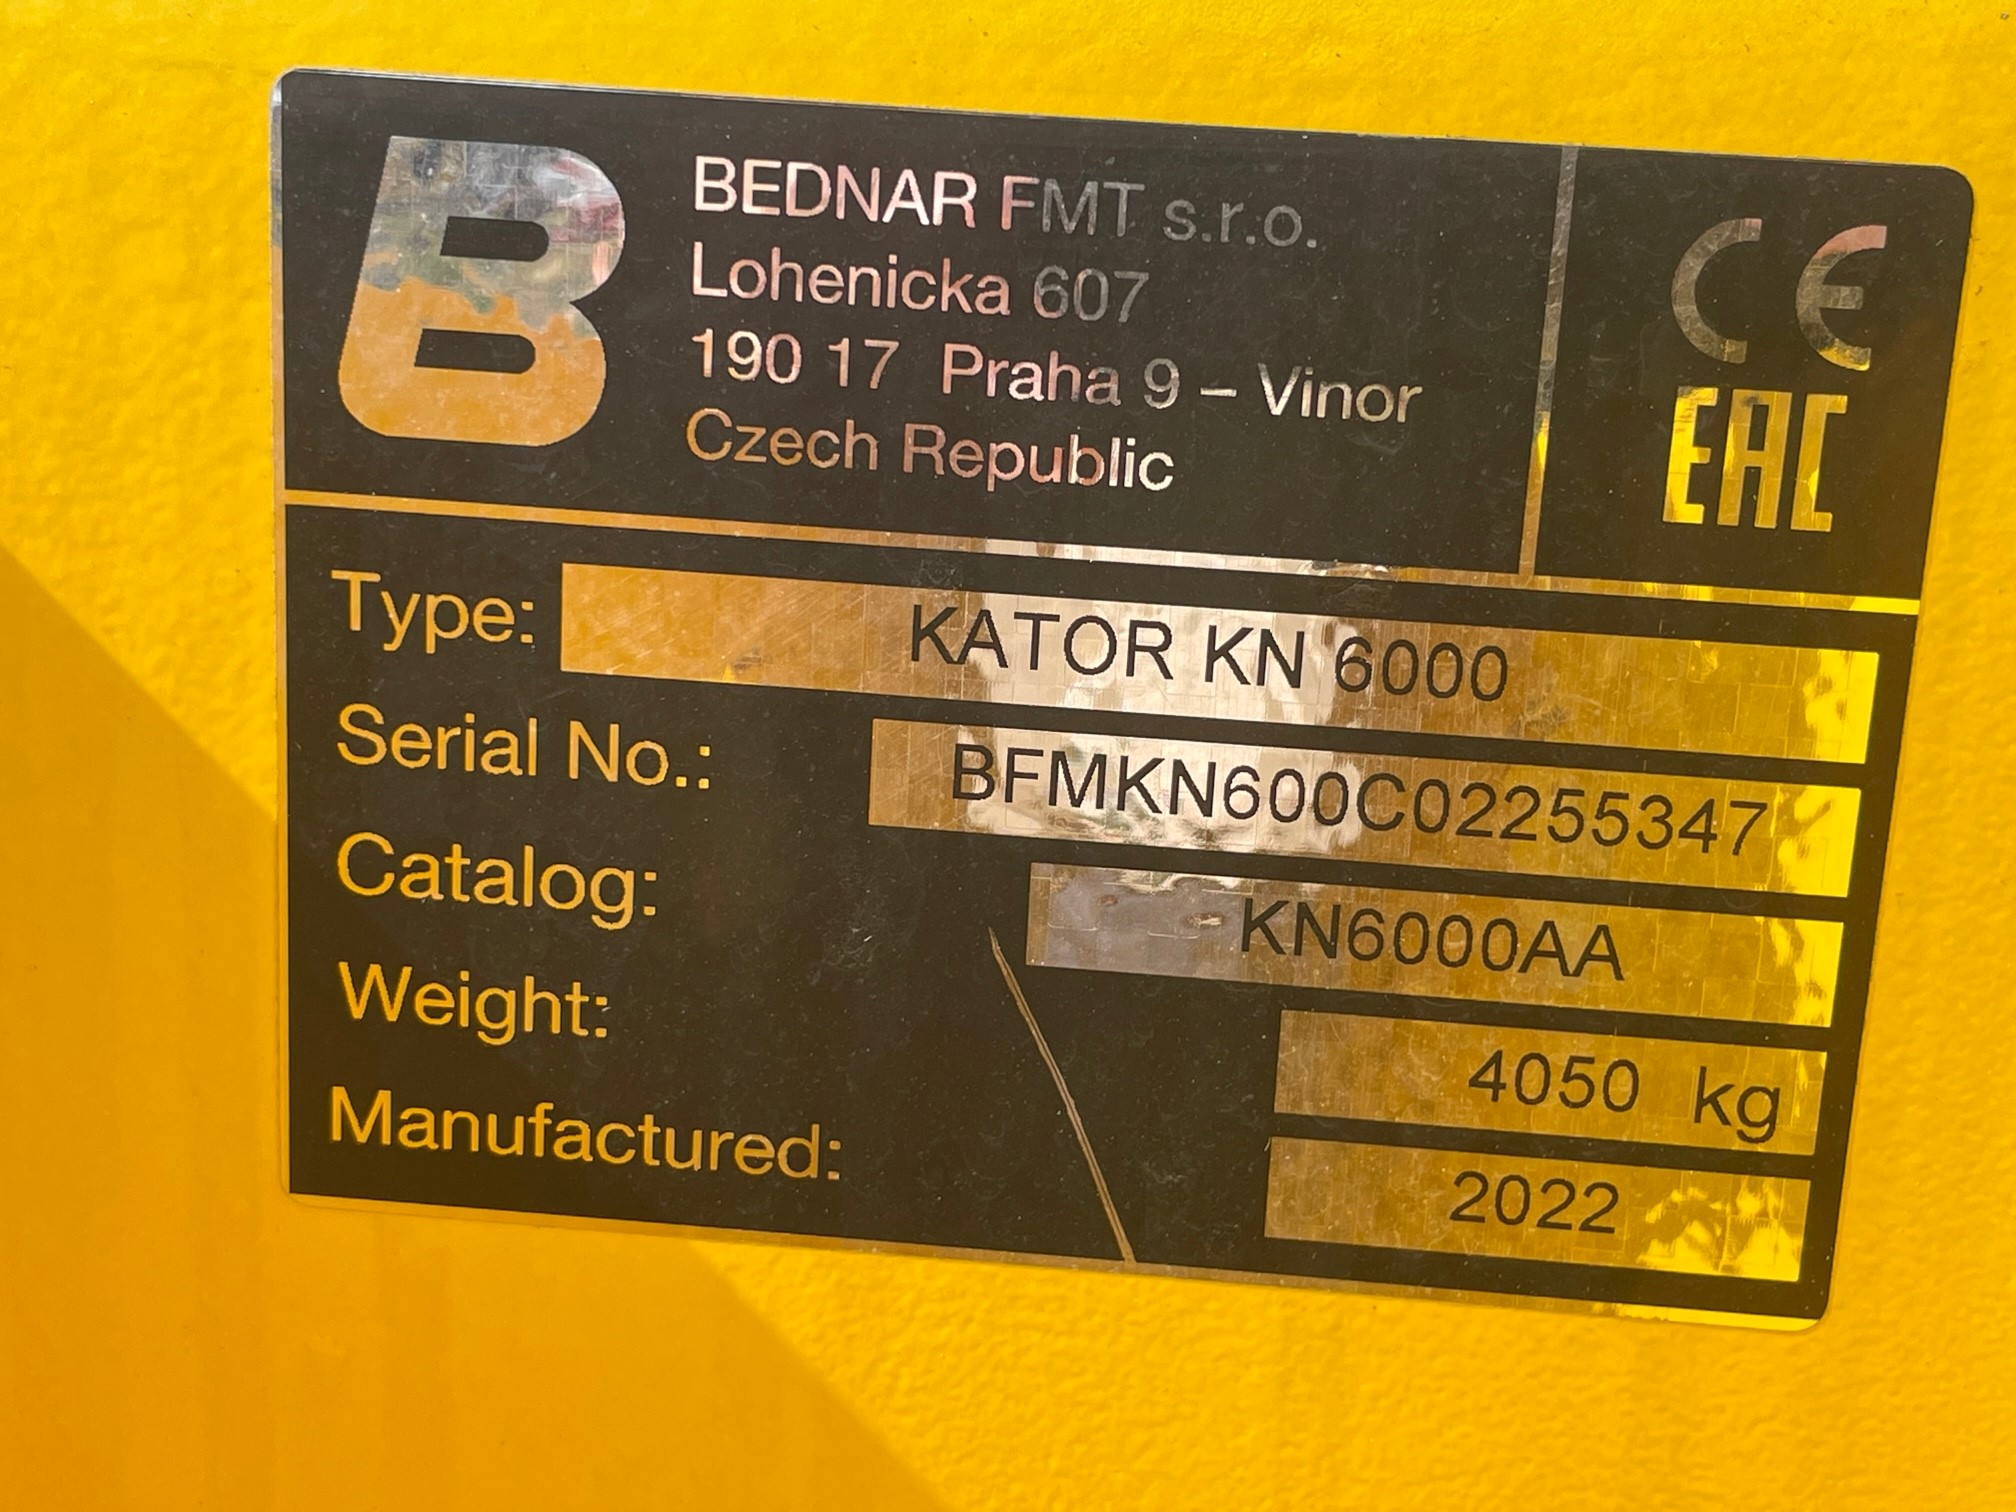 B
BEDNAR FMT s.r.o.
Lohenicka 607
190 17 Praha 9 – Vinor
Czech Republic
CE
EAC
Type: KATOR KN 6000
Serial No.: BFMKN600C02255347
Catalog: KN6000AA
Weight: 4050 kg
Manufactured: 2022